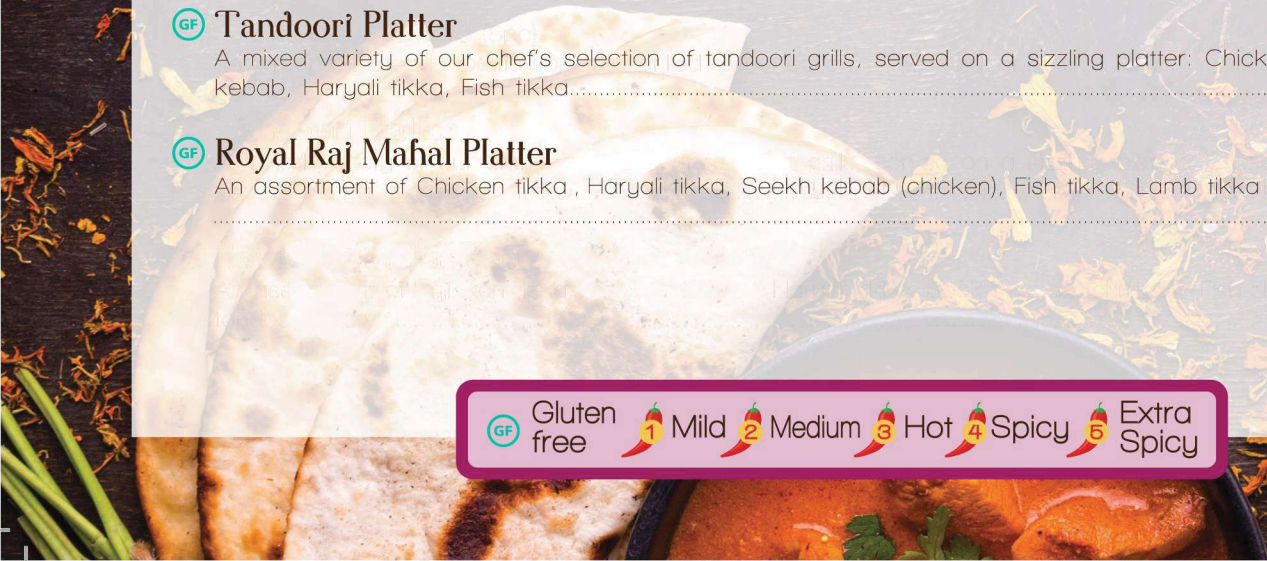 GF Tandoori Platter
A mixed variety of our chef's selection of tandoori grills, served on a sizzling platter: Chick
kebab, Haryali tikka, Fish tikka
GF Royal Raj Mahal Platter
An assortment of Chicken tikka , Haryali tikka, Seekh kebab (chicken), Fish tikka, Lamb tikka
GF Gluten free 1 Mild 2 Medium 3 Hot 4 Spicy 5 Extra Spicy